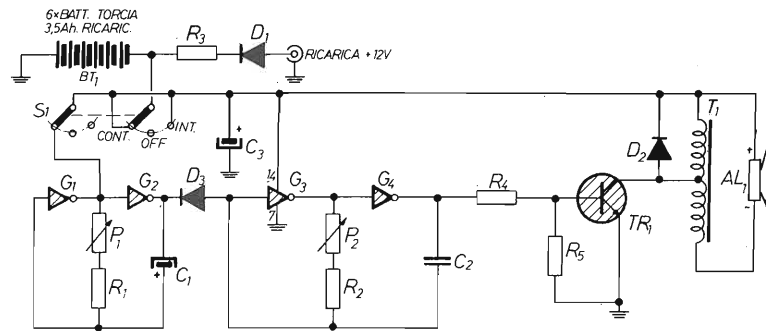 6×BATT. TORCIA
3,5Ah. RICARIC.
BT1
R3
D1
RICARICA +12V
S1
CONT.
OFF
INT.
+
C3
D2
T1
+
AL1
-
G1
G2
D3
14
G3
7
G4
R4
TR1
P1
R1
+
C1
P2
R2
C2
R5